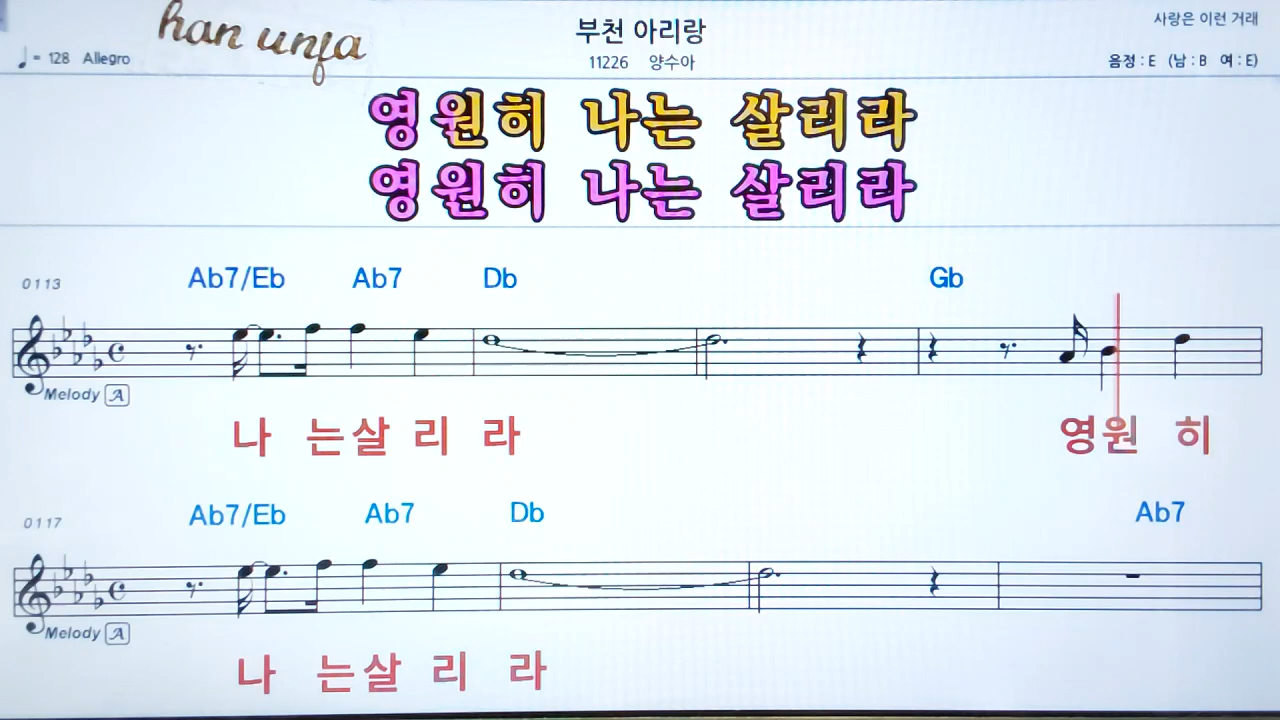 han unja
부천 아리랑
사랑은 이런 거래
♩= 128 Allegro
11226 양수아
음정 : E (남 : B 여 : E)
영원히 나는 살리라
영원히 나는 살리라
0113
Ab7/Eb Ab7 Db Gb
Melody A
나 는살 리 라 영원 히
0117
Ab7/Eb Ab7 Db Ab7
Melody A
나 는살 리 라